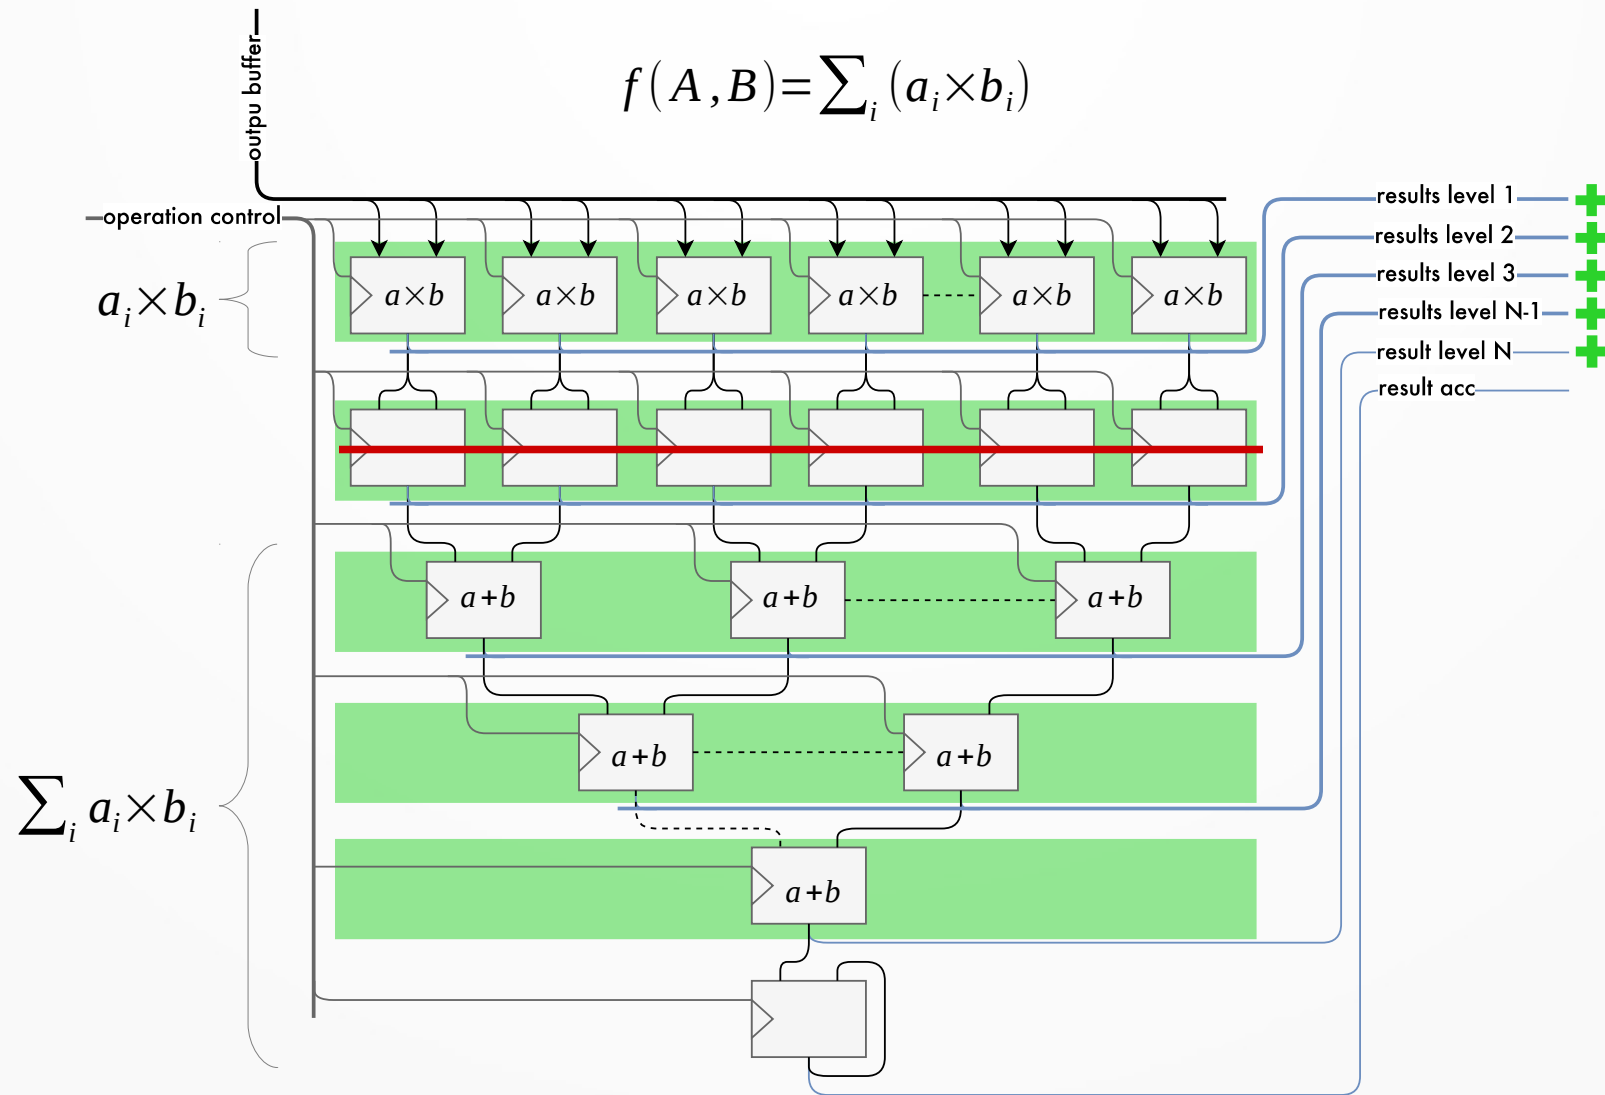 outpu buffer
f(A,B)=∑i(ai×bi)
results level 1
operation control
results level 2
results level 3
ai×bi
a×b a×b a×b a×b a×b a×b
results level N-1
result level N
result acc
a+b a+b a+b
a+b a+b
∑i ai×bi
a+b